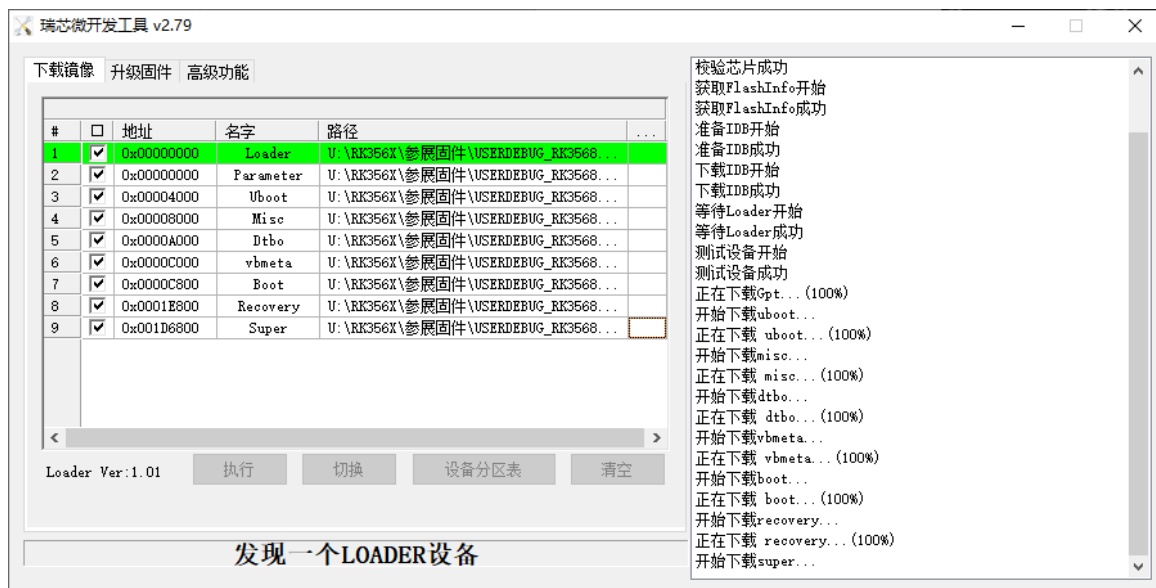 瑞芯微开发工具 v2.79
下载镜像 升级固件 高级功能
# 地址 名字 路径 ...
1 0x00000000 Loader U:\RK356X\参展固件\USERDEBUG_RK3568...
2 0x00000000 Parameter U:\RK356X\参展固件\USERDEBUG_RK3568...
3 0x00004000 Uboot U:\RK356X\参展固件\USERDEBUG_RK3568...
4 0x00008000 Misc U:\RK356X\参展固件\USERDEBUG_RK3568...
5 0x0000A000 Dtbo U:\RK356X\参展固件\USERDEBUG_RK3568...
6 0x0000C000 vbmeta U:\RK356X\参展固件\USERDEBUG_RK3568...
7 0x0000C800 Boot U:\RK356X\参展固件\USERDEBUG_RK3568...
8 0x0001E800 Recovery U:\RK356X\参展固件\USERDEBUG_RK3568...
9 0x001D6800 Super U:\RK356X\参展固件\USERDEBUG_RK3568...
Loader Ver:1.01 执行 切换 设备分区表 清空
发现一个LOADER设备
校验芯片成功
获取FlashInfo开始
获取FlashInfo成功
准备IDB开始
准备IDB成功
下载IDB开始
下载IDB成功
等待Loader开始
等待Loader成功
测试设备开始
测试设备成功
正在下载Gpt...(100%)
开始下载uboot...
正在下载 uboot...(100%)
开始下载misc...
正在下载 misc...(100%)
开始下载dtbo...
正在下载 dtbo...(100%)
开始下载vbmeta...
正在下载 vbmeta...(100%)
开始下载boot...
正在下载 boot...(100%)
开始下载recovery...
正在下载 recovery...(100%)
开始下载super...